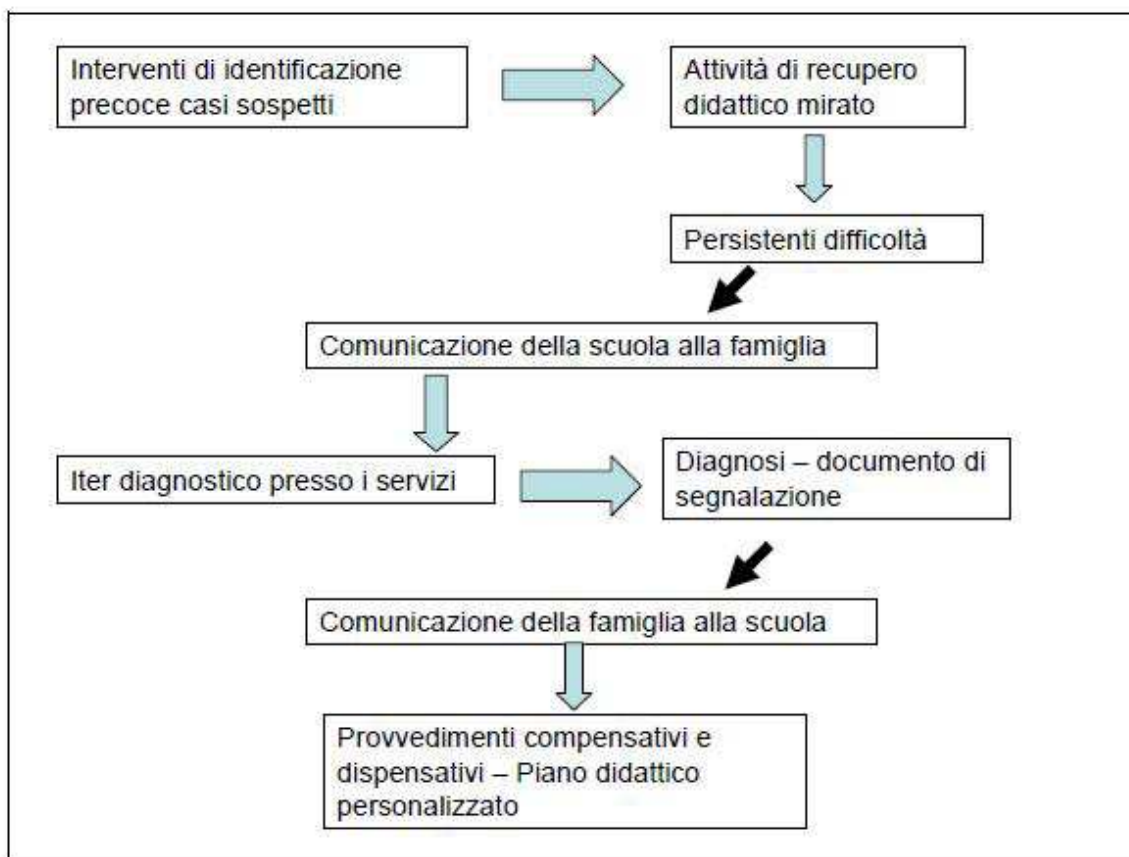 Interventi di identificazione
precoce casi sospetti
Attività di recupero
didattico mirato
Persistenti difficoltà
Comunicazione della scuola alla famiglia
Iter diagnostico presso i servizi
Diagnosi – documento di
segnalazione
Comunicazione della famiglia alla scuola
Provvedimenti compensativi e
dispensativi – Piano didattico
personalizzato